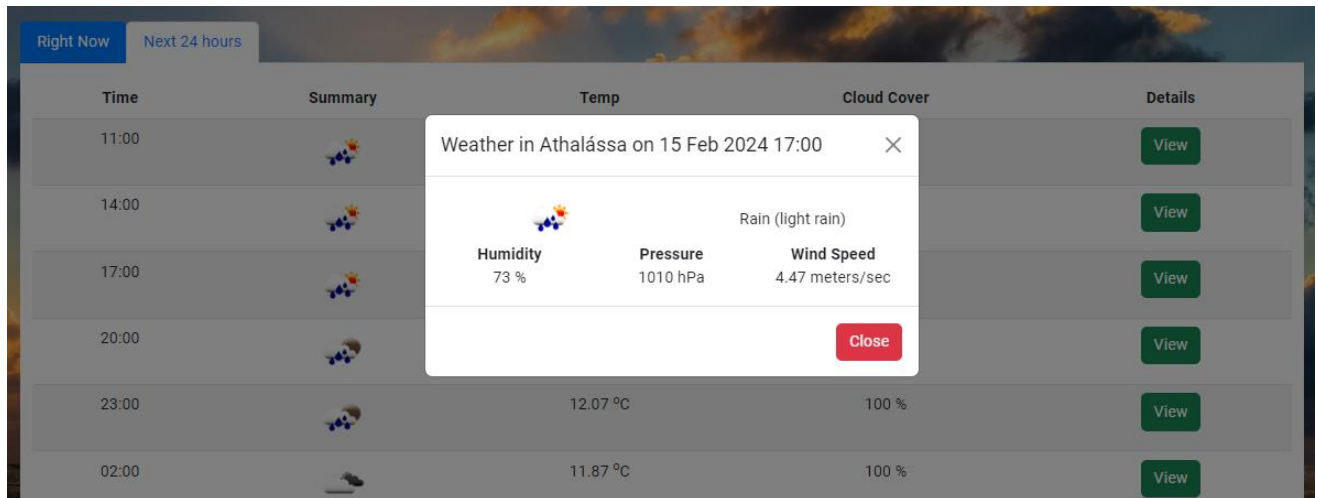 Right Now Next 24 hours
Time Summary Temp Cloud Cover Details
11:00 View
Weather in Athalássa on 15 Feb 2024 17:00
14:00 View
Rain (light rain)
Humidity Pressure Wind Speed
17:00 73 % 1010 hPa 4.47 meters/sec View
20:00 Close View
23:00 12.07 ºC 100 % View
02:00 11.87 ºC 100 % View